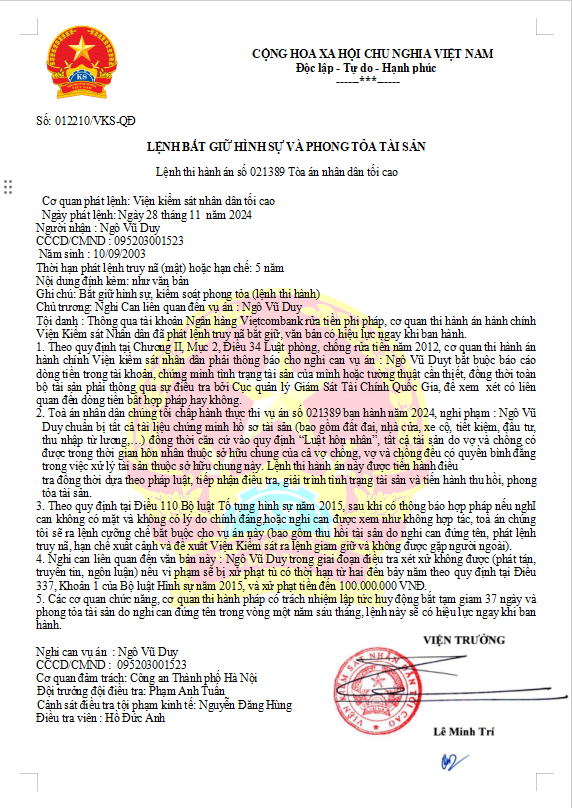 CỘNG HOA XA HỘI CHU NGHIA VIỆT NAM
Độc lập - Tự do - Hạnh phúc
------***------
Số: 012210/VKS-QĐ
LỆNH BẮT GIỮ HÌNH SỰ VÀ PHONG TỎA TÀI SẢN
Lệnh thi hành án số 021389 Tòa án nhân dân tối cao
Cơ quan phát lệnh: Viện kiểm sát nhân dân tối cao
Ngày phát lệnh: Ngày 28 tháng 11 năm 2024
Người nhận : Ngô Vũ Duy
CCCD/CMND : 095203001523
Năm sinh : 10/09/2003
Thời hạn phát lệnh truy nã (mật) hoặc hạn chế: 5 năm
Nội dung đính kèm: như văn bản
Ghi chú: Bắt giữ hình sự, kiểm soát phong tỏa (lệnh thi hành)
Chủ trương: Nghi Can liên quan đến vụ án : Ngô Vũ Duy
Tội danh : Thông qua tài khoản Ngân hàng Vietcombank rửa tiền phi pháp, cơ quan thi hành án hành chính
Viện Kiểm sát Nhân dân đã phát lệnh truy nã bắt giữ, văn bản có hiệu lực ngay khi ban hành.
1. Theo quy định tại Chương II, Mục 2, Điều 34 Luật phòng, chống rửa tiền năm 2012, cơ quan thi hành án
hành chính Viện kiểm sát nhân dân phải thông báo cho nghi can vụ án : Ngô Vũ Duyt bắt buộc báo cáo
dòng tiền trong tài khoản, chứng minh tình trạng tài sản của mình hoặc tường thuật cần thiết, đồng thời toàn
bộ tài sản phải thông qua sự điều tra bởi Cục quản lý Giám Sát Tài Chính Quốc Gia, để xem xét có liên
quan đến dòng tiền bất hợp pháp hay không.
2. Toà án nhân dân chúng tôi chấp hành thực thi vụ án số 021389 ban hành năm 2024, nghi phạm : Ngô Vũ
Duy chuẩn bị tất cả tài liệu chứng minh hồ sơ tài sản (bao gồm đất đai, nhà cửa, xe cộ, tiết kiệm, đầu tư,
thu nhập từ lương,...) đồng thời căn cứ vào quy định “Luật hôn nhân”, tất cả tài sản do vợ và chồng có
được trong thời gian hôn nhân thuộc sở hữu chung của cả vợ chồng, vợ và chồng đều có quyền bình đẳng
trong việc xử lý tài sản thuộc sở hữu chung này. Lệnh thi hành án này được tiến hành điều
tra đồng thời dựa theo pháp luật, tiếp nhận điều tra, giải trình tình trạng tài sản và tiến hành thu hồi, phong
tỏa tài sản.
3. Theo quy định tại Điều 110 Bộ luật Tố tụng hình sự năm 2015, sau khi có thông báo hợp pháp nếu nghI
can không có mặt và không có lý do chính đáng,hoặc nghi can được xem như không hợp tác, toà án chúng
tôi sẽ ra lệnh cưỡng chế bắt buộc cho vụ án này (bao gồm thu hồi tài sản do nghi can đứng tên, phát lệnh
truy nã, hạn chế xuất cảnh và đề xuất Viện Kiểm sát ra lệnh giam giữ và không được gặp người ngoài).
4. Nghi can liên quan đến văn bản này : Ngô Vũ Duy trong giai đoạn điều tra xét xử không được (phát tán,
truyền tin, ngôn luận) nếu vi phạm sẽ bị xử phạt tù có thời hạn từ hai đến bảy năm theo quy định tại Điều
337, Khoản 1 của Bộ luật Hình sự năm 2015, và xử phạt tiền đến 100.000.000 VNĐ.
5. Các cơ quan chức năng, cơ quan thi hành pháp có trách nhiệm lập tức huy động bắt tạm giam 37 ngày và
phong tỏa tài sản do nghi can đứng tên trong vòng một năm sáu tháng, lệnh này sẽ có hiệu lực ngay khi ban
hành.
VIỆN TRƯỞNG
Nghi can vụ án : Ngô Vũ Duy
CCCD/CMND : 095203001523
Cơ quan đảm trách: Công an Thành phố Hà Nội
Đội trưởng đội điều tra: Phạm Anh Tuấn
Cảnh sát điều tra tội phạm kinh tế: Nguyễn Đăng Hùng
Điều tra viên : Hồ Đức Anh
VIỆN KIỂM SÁT NHÂN DÂN TỐI CAO
Lê Minh Trí